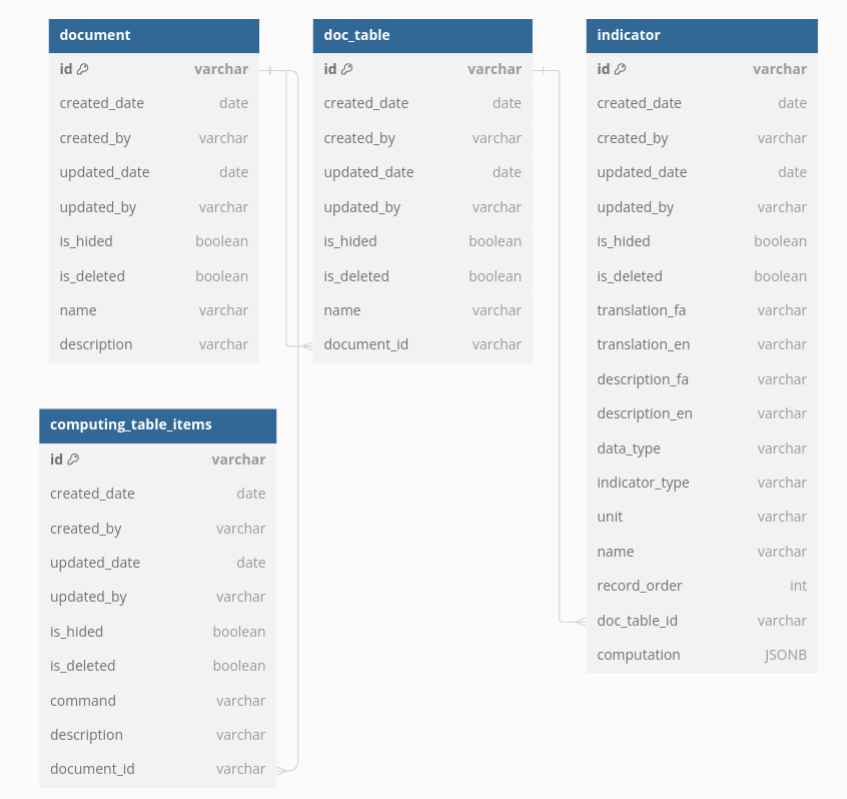 document
id varchar
created_date date
created_by varchar
updated_date date
updated_by varchar
is_hided boolean
is_deleted boolean
name varchar
description varchar
doc_table
id varchar
created_date date
created_by varchar
updated_date date
updated_by varchar
is_hided boolean
is_deleted boolean
name varchar
document_id varchar
indicator
id varchar
created_date date
created_by varchar
updated_date date
updated_by varchar
is_hided boolean
is_deleted boolean
translation_fa varchar
translation_en varchar
description_fa varchar
description_en varchar
data_type varchar
indicator_type varchar
unit varchar
name varchar
record_order int
doc_table_id varchar
computation JSONB
computing_table_items
id varchar
created_date date
created_by varchar
updated_date date
updated_by varchar
is_hided boolean
is_deleted boolean
command varchar
description varchar
document_id varchar